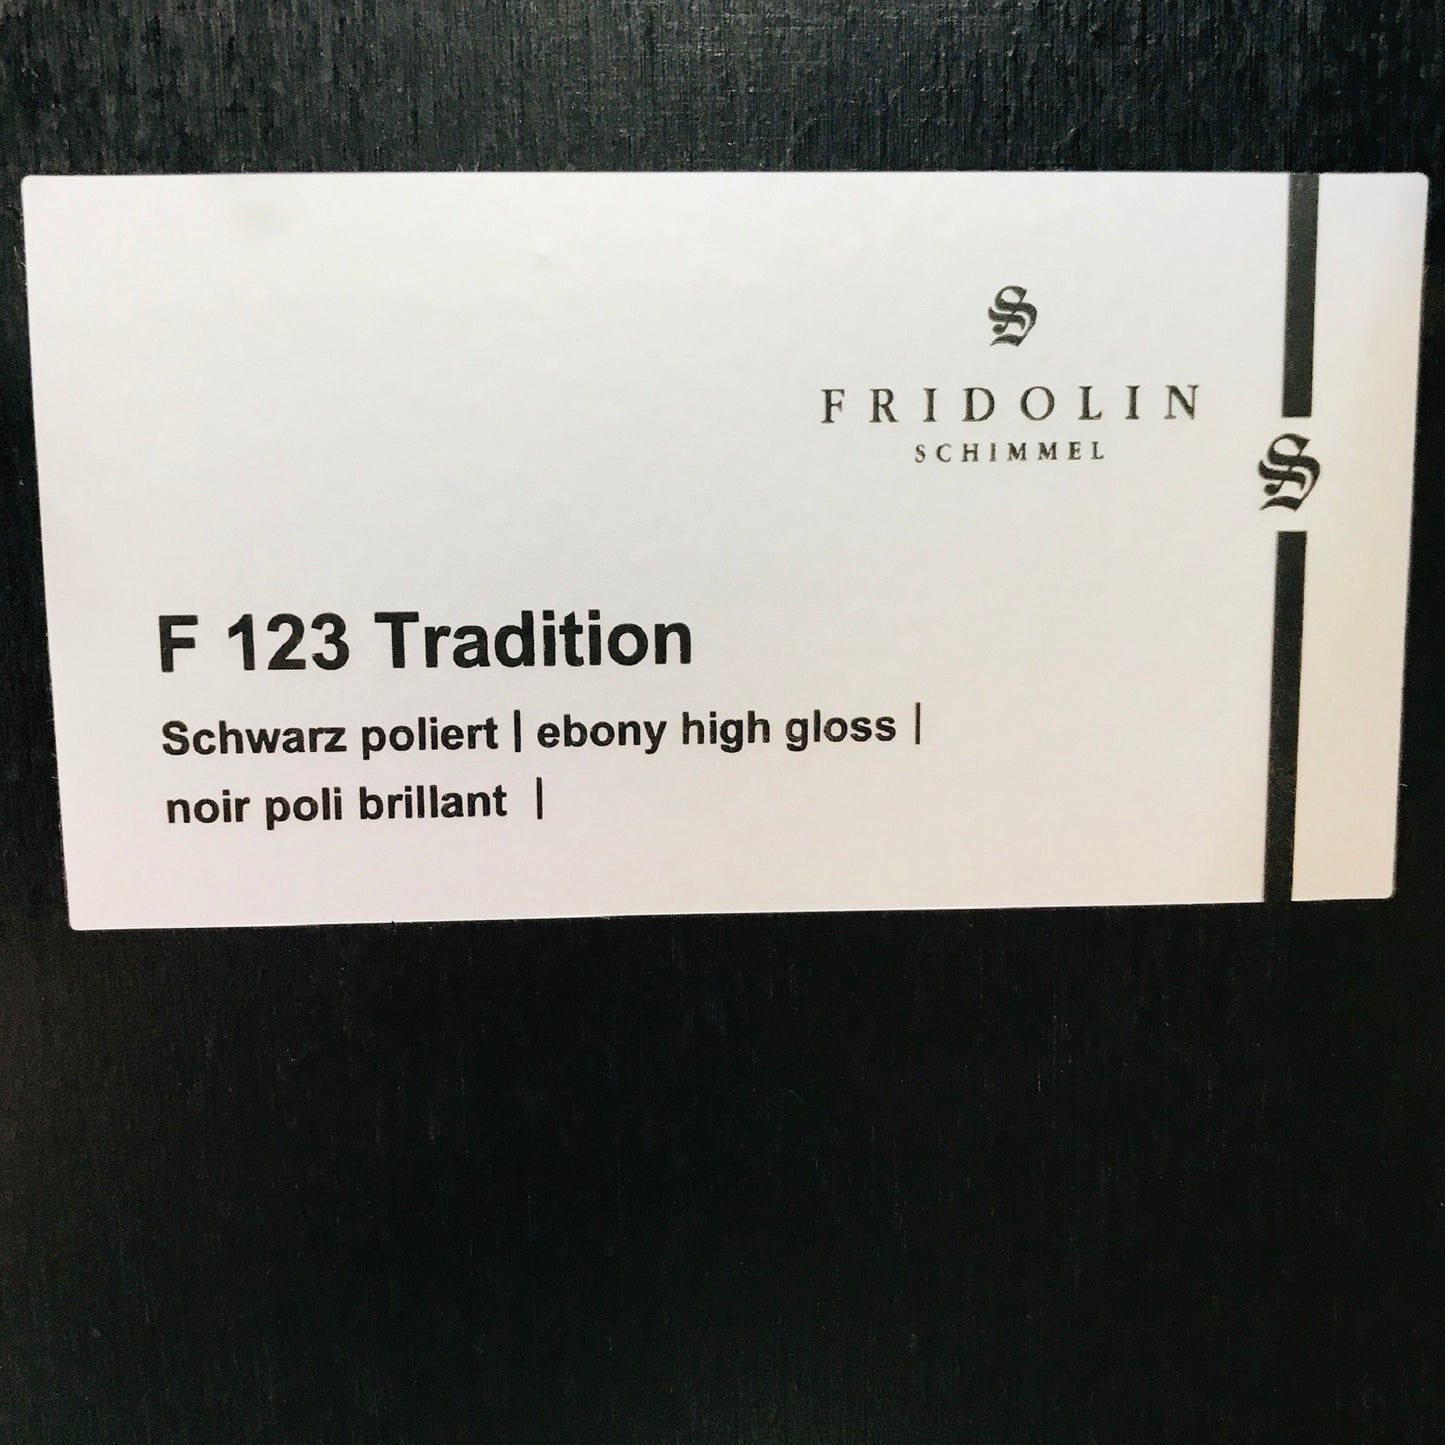 S
FRIDOLIN
SCHIMMEL
S
F 123 Tradition
Schwarz poliert | ebony high gloss |
noir poli brillant |